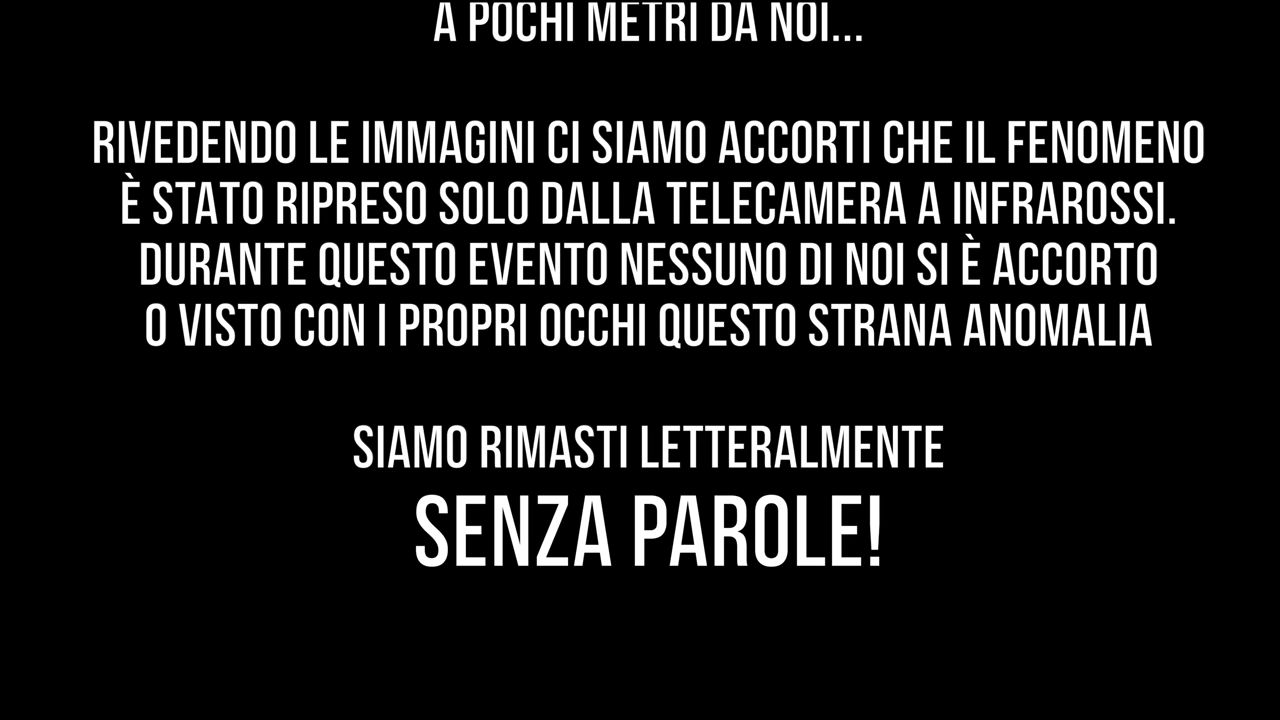 A POCHI METRI DA NOI...
RIVEDENDO LE IMMAGINI CI SIAMO ACCORTI CHE IL FENOMENO
È STATO RIPRESO SOLO DALLA TELECAMERA A INFRAROSSI.
DURANTE QUESTO EVENTO NESSUNO DI NOI SI È ACCORTO
O VISTO CON I PROPRI OCCHI QUESTO STRANA ANOMALIA
SIAMO RIMASTI LETTERALMENTE
SENZA PAROLE!